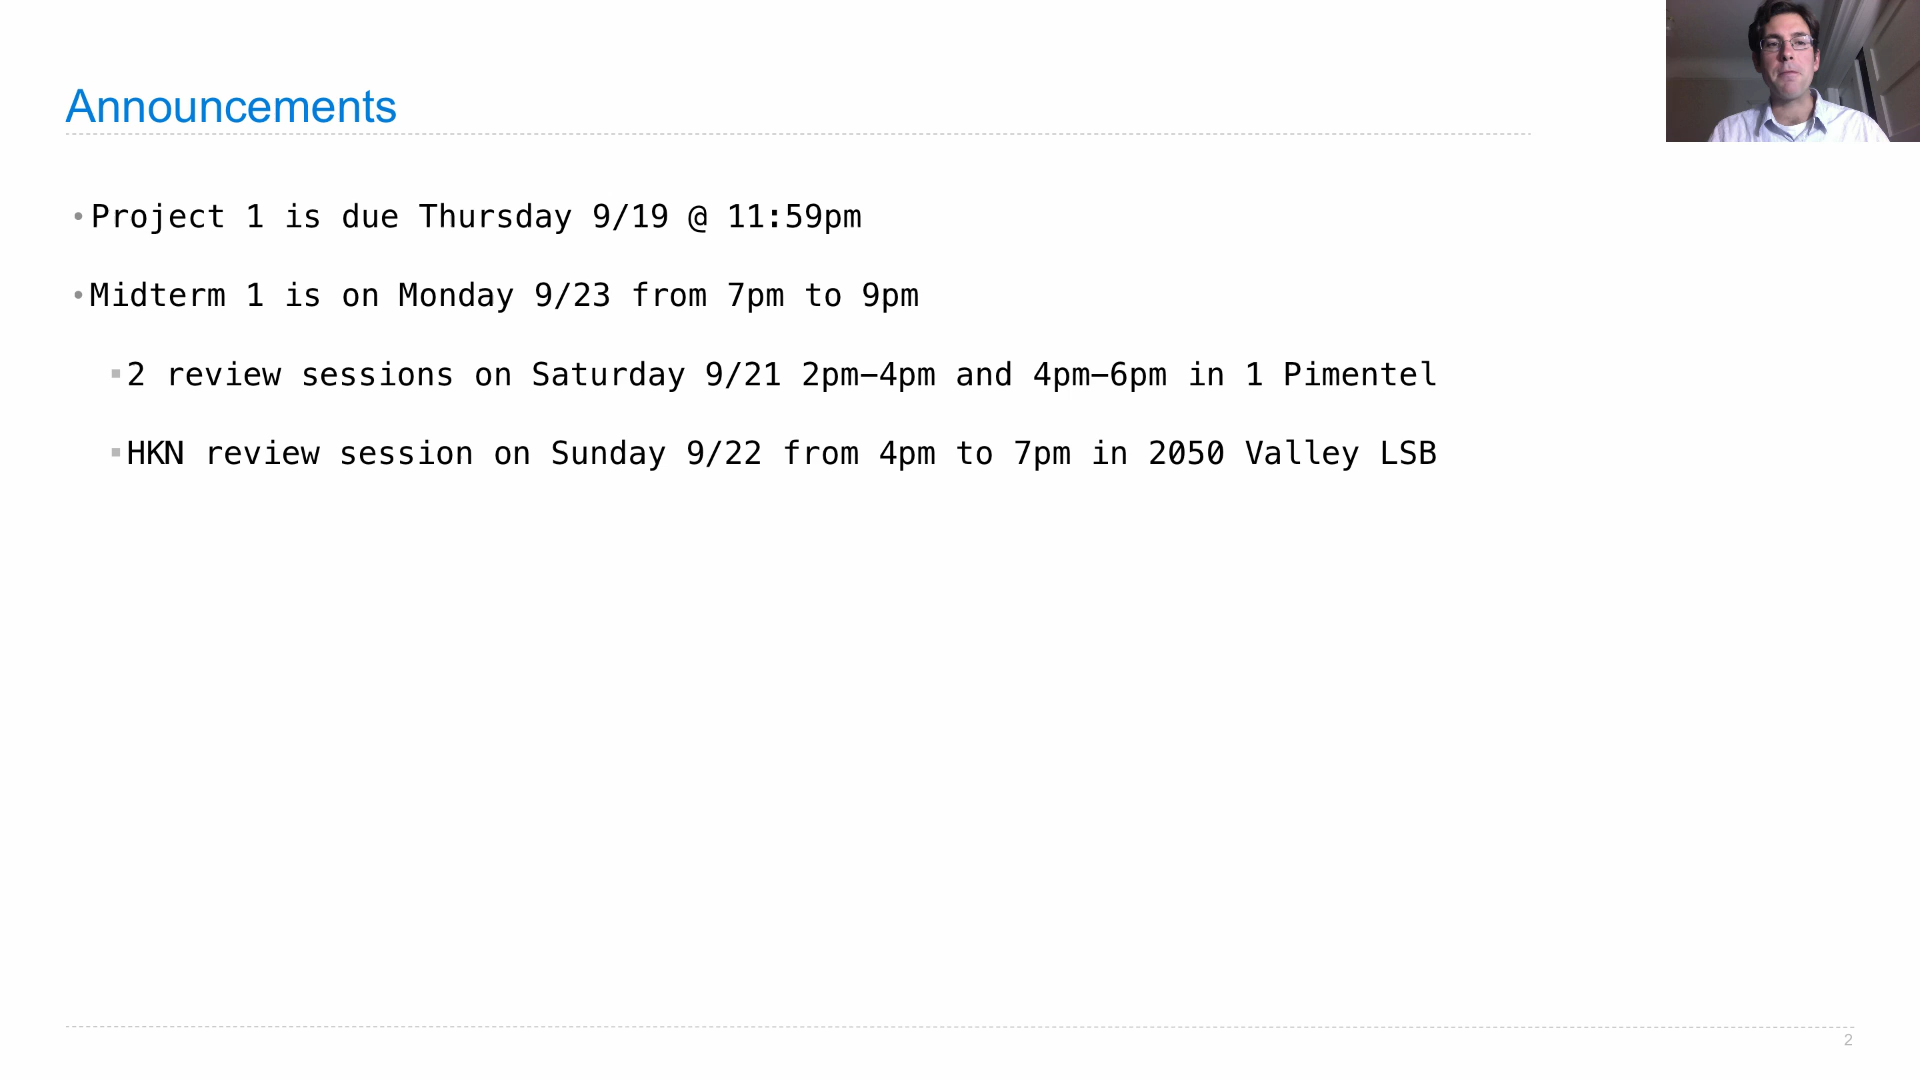 Announcements
• Project 1 is due Thursday 9/19 @ 11:59pm
• Midterm 1 is on Monday 9/23 from 7pm to 9pm
▪ 2 review sessions on Saturday 9/21 2pm–4pm and 4pm–6pm in 1 Pimentel
▪ HKN review session on Sunday 9/22 from 4pm to 7pm in 2050 Valley LSB
2